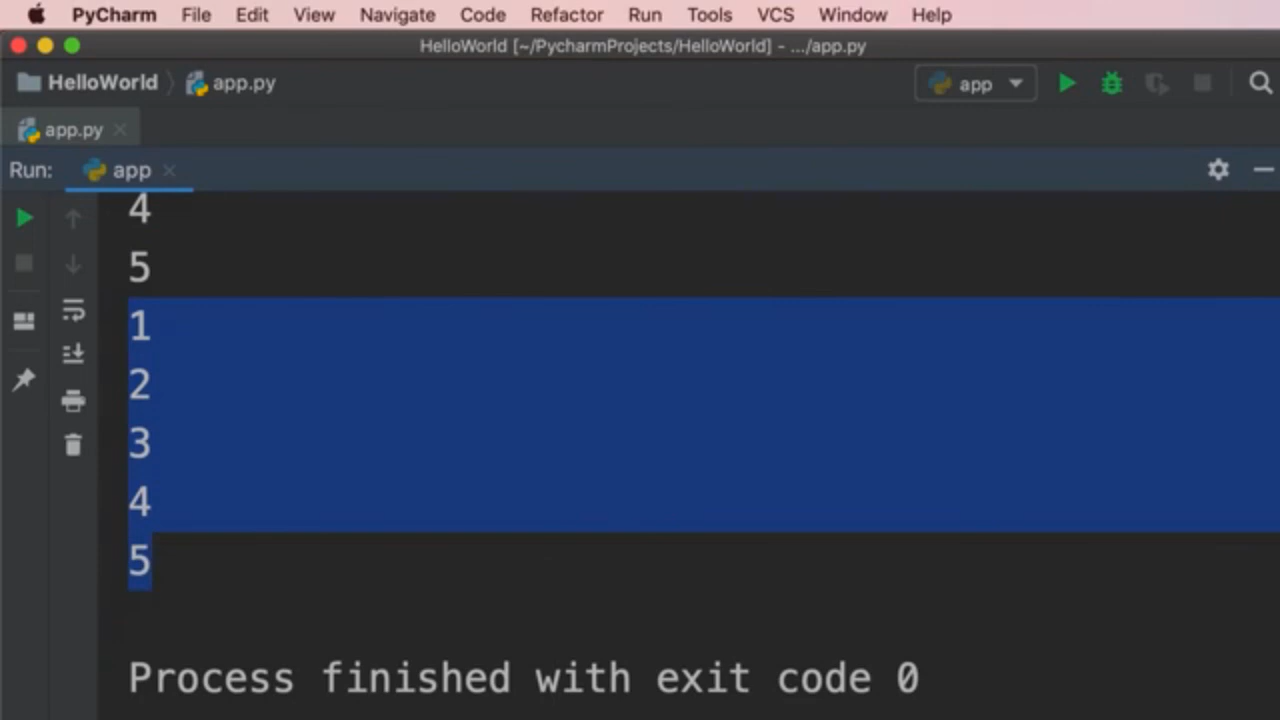 PyCharm File Edit View Navigate Code Refactor Run Tools VCS Window Help
HelloWorld [~/PycharmProjects/HelloWorld] - .../app.py
HelloWorld app.py app
app.py
Run: app
4
5
1
2
3
4
5
Process finished with exit code 0